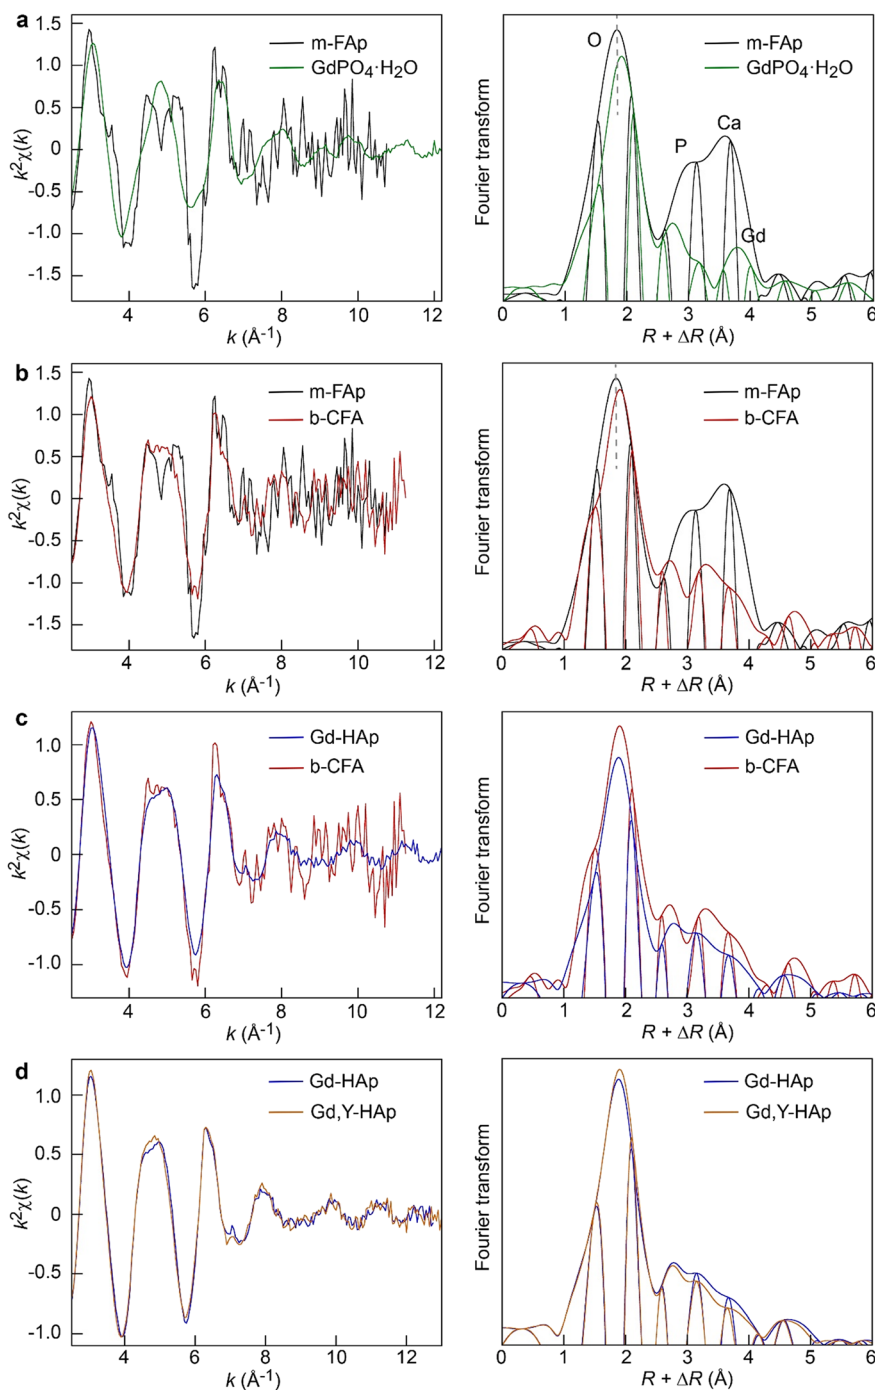 a
1.5
1.0
0.5
0
-0.5
-1.0
-1.5
k²χ(k)
m-FAp
GdPO₄·H₂O
4 6 8 10 12
k (Å⁻¹)
Fourier transform
O
P
Ca
Gd
m-FAp
GdPO₄·H₂O
0 1 2 3 4 5 6
R + ΔR (Å)
b
1.5
1.0
0.5
0
-0.5
-1.0
-1.5
k²χ(k)
m-FAp
b-CFA
4 6 8 10 12
k (Å⁻¹)
Fourier transform
m-FAp
b-CFA
0 1 2 3 4 5 6
R + ΔR (Å)
c
1.0
0.5
0
-0.5
-1.0
k²χ(k)
Gd-HAp
b-CFA
4 6 8 10 12
k (Å⁻¹)
Fourier transform
Gd-HAp
b-CFA
0 1 2 3 4 5 6
R + ΔR (Å)
d
1.0
0.5
0
-0.5
-1.0
k²χ(k)
Gd-HAp
Gd,Y-HAp
4 6 8 10 12
k (Å⁻¹)
Fourier transform
Gd-HAp
Gd,Y-HAp
0 1 2 3 4 5 6
R + ΔR (Å)